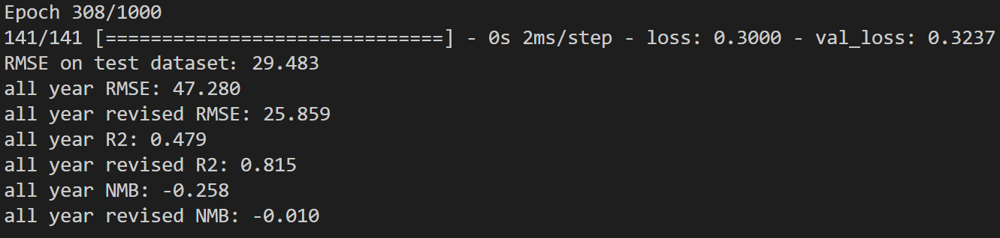 Epoch 308/1000
141/141 [==============================] - 0s 2ms/step - loss: 0.3000 - val_loss: 0.3237
RMSE on test dataset: 29.483
all year RMSE: 47.280
all year revised RMSE: 25.859
all year R2: 0.479
all year revised R2: 0.815
all year NMB: -0.258
all year revised NMB: -0.010